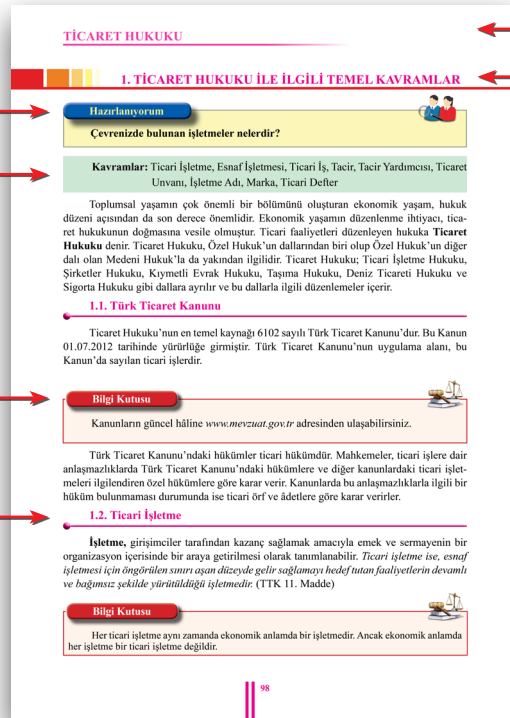 TİCARET HUKUKU
1. TİCARET HUKUKU İLE İLGİLİ TEMEL KAVRAMLAR
Hazırlanıyorum
Çevrenizde bulunan işletmeler nelerdir?
Kavramlar: Ticari İşletme, Esnaf İşletmesi, Ticari İş, Tacir, Tacir Yardımcısı, Ticaret
Unvanı, İşletme Adı, Marka, Ticari Defter
Toplumsal yaşamın çok önemli bir bölümünü oluşturan ekonomik yaşam, hukuk
düzeni açısından da son derece önemlidir. Ekonomik yaşamın düzenlenme ihtiyacı, tica-
ret hukukunun doğmasına vesile olmuştur. Ticari faaliyetleri düzenleyen hukuka Ticaret
Hukuku denir. Ticaret Hukuku, Özel Hukuk’un dallarından biri olup Özel Hukuk’un diğer
dalı olan Medeni Hukuk’la da yakından ilgilidir. Ticaret Hukuku; Ticari İşletme Hukuku,
Şirketler Hukuku, Kıymetli Evrak Hukuku, Taşıma Hukuku, Deniz Ticareti Hukuku ve
Sigorta Hukuku gibi dallara ayrılır ve bu dallarla ilgili düzenlemeler içerir.
1.1. Türk Ticaret Kanunu
Ticaret Hukuku’nun en temel kaynağı 6102 sayılı Türk Ticaret Kanunu’dur. Bu Kanun
01.07.2012 tarihinde yürürlüğe girmiştir. Türk Ticaret Kanunu’nun uygulama alanı, bu
Kanun’da sayılan ticari işlerdir.
Bilgi Kutusu
Kanunların güncel hâline www.mevzuat.gov.tr adresinden ulaşabilirsiniz.
Türk Ticaret Kanunu’ndaki hükümler ticari hükümdür. Mahkemeler, ticari işlere dair
anlaşmazlıklarda Türk Ticaret Kanunu’ndaki hükümlere ve diğer kanunlardaki ticari işlet-
meleri ilgilendiren özel hükümlere göre karar verir. Kanunlarda bu anlaşmazlıklarla ilgili bir
hüküm bulunmaması durumunda ise ticari örf ve âdetlere göre karar verirler.
1.2. Ticari İşletme
İşletme, girişimciler tarafından kazanç sağlamak amacıyla emek ve sermayenin bir
organizasyon içerisinde bir araya getirilmesi olarak tanımlanabilir. Ticari işletme ise, esnaf
işletmesi için öngörülen sınırı aşan düzeyde gelir sağlamayı hedef tutan faaliyetlerin devamlı
ve bağımsız şekilde yürütüldüğü işletmedir. (TTK 11. Madde)
Bilgi Kutusu
Her ticari işletme aynı zamanda ekonomik anlamda bir işletmedir. Ancak ekonomik anlamda
her işletme bir ticari işletme değildir.
98